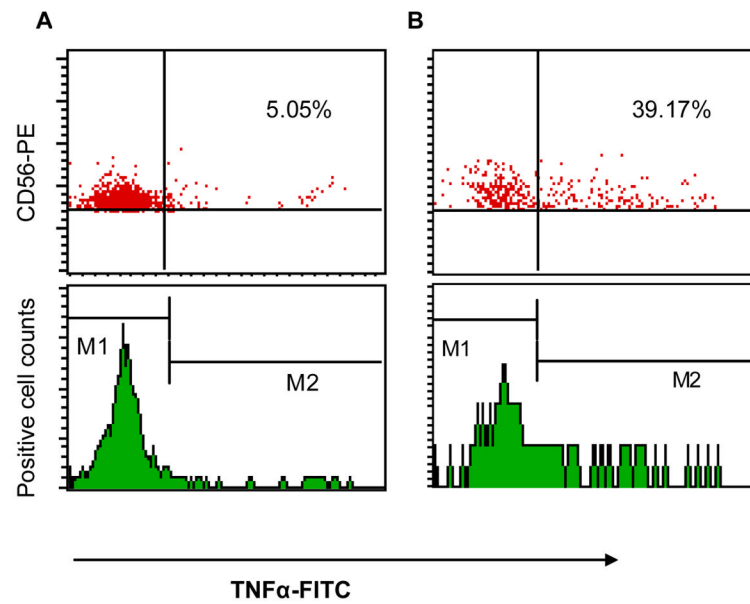 A
B
CD56-PE
5.05%
39.17%
Positive cell counts
M1
M2
M1
M2
TNFα-FITC